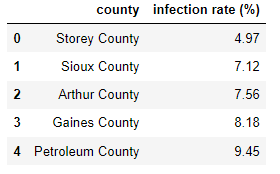 county infection rate (%)
0 Storey County 4.97
1 Sioux County 7.12
2 Arthur County 7.56
3 Gaines County 8.18
4 Petroleum County 9.45